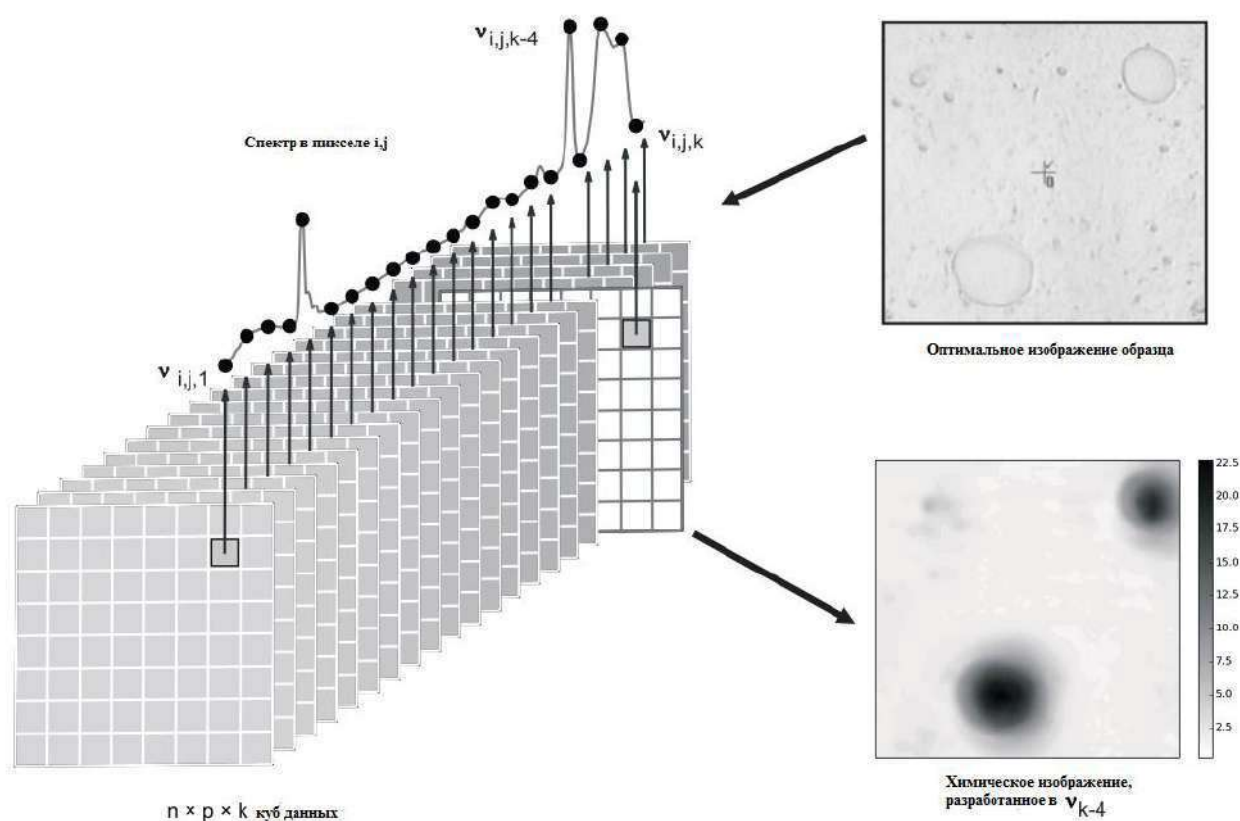 ν i,j,k-4
Спектр в пикселе i,j
ν i,j,k
ν i,j,1
Оптимальное изображение образца
22.5
20.0
17.5
15.0
12.5
10.0
7.5
5.0
2.5
Химическое изображение,
разработанное в ν k-4
n × p × k куб данных